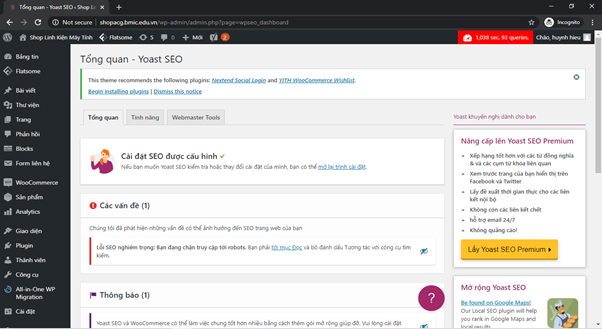 Tổng quan - Yoast SEO ‹ Shop Lin
Not secure | shopacg.bmic.edu.vn/wp-admin/admin.php?page=wpseo_dashboard
Incognito
Shop Linh Kiện Máy Tính
Flatsome
5
0
Mới
2
1,038 sec. 93 queries.
Chào, huynh hieu
Bảng tin
Flatsome
Bài viết
Thư viện
Trang
Phản hồi
Blocks
Form liên hệ
WooCommerce
Sản phẩm
Analytics
Giao diện
Plugin
Thành viên
Công cụ
All-in-One WP
Migration
Cài đặt
Tổng quan - Yoast SEO
This theme recommends the following plugins: Nextend Social Login and YITH WooCommerce Wishlist.
Begin installing plugins | Dismiss this notice
Tổng quan
Tính năng
Webmaster Tools
Cài đặt SEO được cấu hình
Nếu bạn muốn Yoast SEO kiểm tra hoặc thay đổi cài đặt của mình, bạn có thể mở lại trình cài đặt.
Các vấn đề (1)
Chúng tôi đã phát hiện những vấn đề có thể ảnh hưởng đến SEO trang web của bạn
Lỗi SEO nghiêm trọng: Bạn đang chặn truy cập tới robots. Bạn phải tới mục Đọc và bỏ đánh dấu Tương tác với công cụ tìm
kiếm.
Thông báo (1)
Yoast SEO và WooCommerce có thể làm việc chung tốt hơn nhiều bằng cách thêm gói mở rộng giúp đỡ. Vui lòng cài đặt
?
Yoast khuyến nghị dành cho bạn
Nâng cấp lên Yoast SEO Premium
Xếp hạng tốt hơn với các từ đồng nghĩa
& và các cụm từ khóa liên quan
Xem trước trang của bạn hiển thị trên
Facebook và Twitter
Lấy đề xuất thời gian thực cho các liên
kết nội bộ
Không còn các liên kết chết
hỗ trợ email 24/7
Không quảng cáo!
Lấy Yoast SEO Premium
Mở rộng Yoast SEO
Be found on Google Maps!
Our Local SEO plugin will help
you rank in Google Maps and
local results.